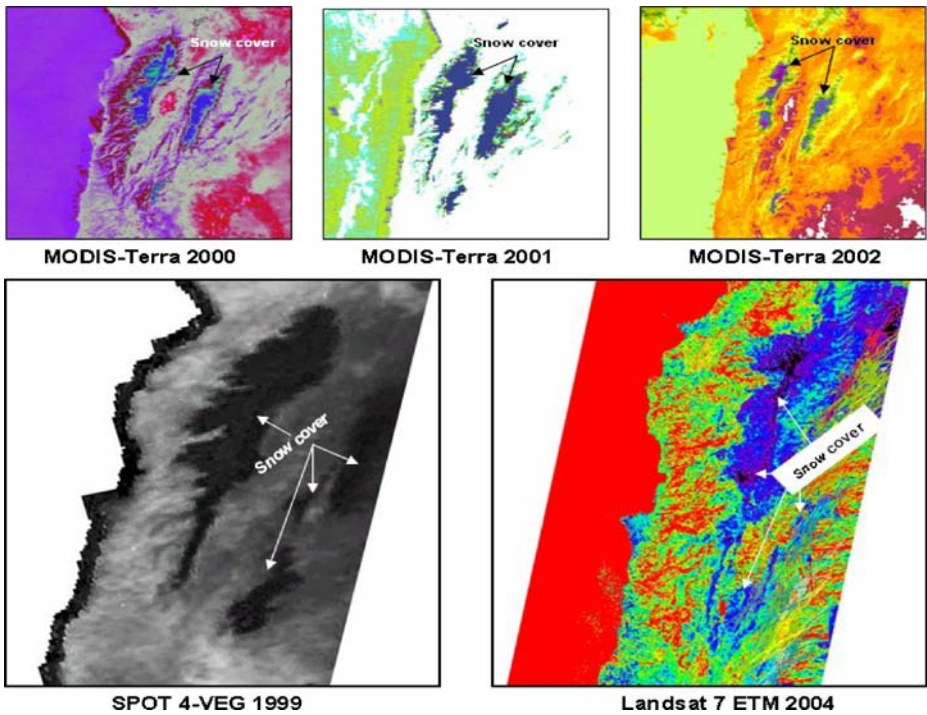 Snow cover
Snow cover
Snow cover
MODIS-Terra 2000
MODIS-Terra 2001
MODIS-Terra 2002
Snow cover
Snow cover
SPOT 4-VEG 1999
Landsat 7 ETM 2004